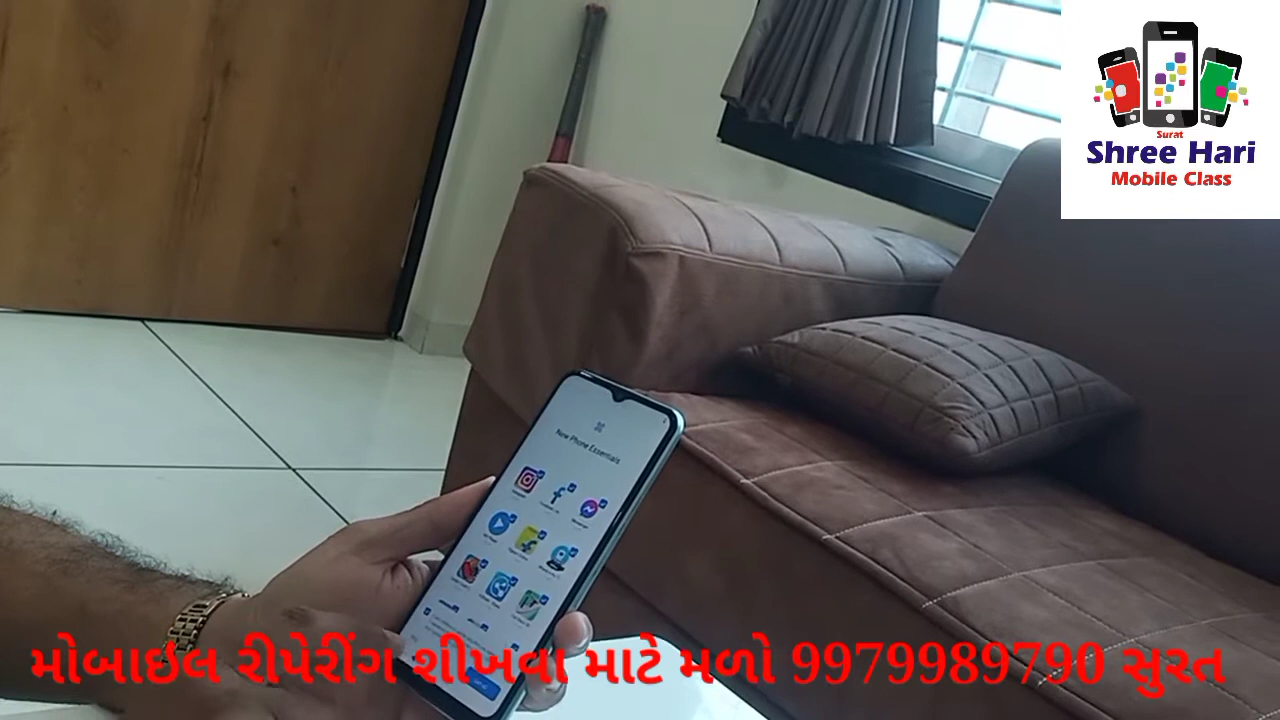 Surat
Shree Hari
Mobile Class
New Phone Essentials
મોબાઇલ રીપેરીંગ શીખવા માટે મળો 9979989790 સુરત